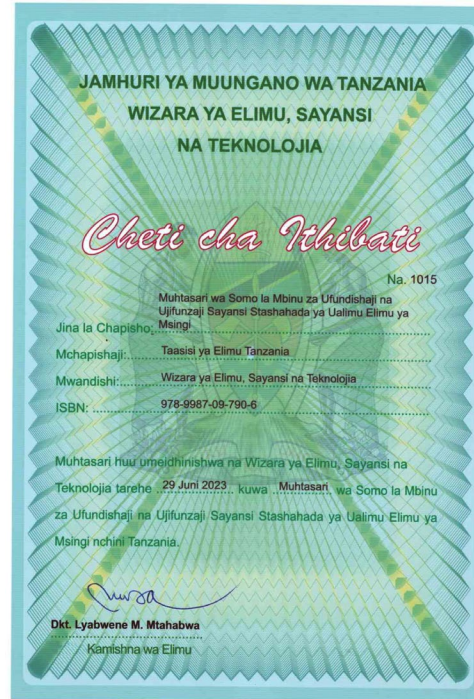 JAMHURI YA MUUNGANO WA TANZANIA
WIZARA YA ELIMU, SAYANSI
NA TEKNOLOJIA
Cheti cha Ithibati
Na. 1015
Muhtasari wa Somo la Mbinu za Ufundishaji na
Ujifunzaji Sayansi Stashahada ya Ualimu Elimu ya
Jina la Chapisho: Msingi
Mchapishaji: Taasisi ya Elimu Tanzania
Mwandishi: Wizara ya Elimu, Sayansi na Teknolojia
ISBN: 978-9987-09-790-6
Muhtasari huu umeidhinishwa na Wizara ya Elimu, Sayansi na
Teknolojia tarehe 29 Juni 2023 kuwa Muhtasari wa Somo la Mbinu
za Ufundishaji na Ujifunzaji Sayansi Stashahada ya Ualimu Elimu ya
Msingi nchini Tanzania.
Dkt. Lyabwene M. Mtahabwa
Kamishna wa Elimu